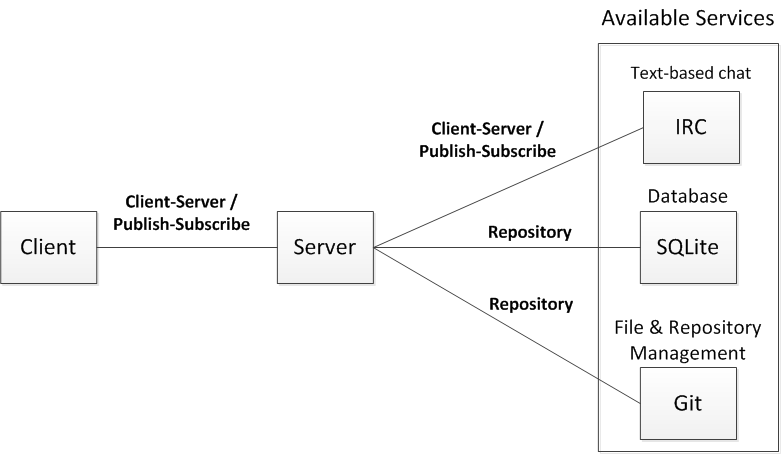 Available Services
Text-based chat
IRC
Client-Server /
Publish-Subscribe
Client-Server /
Publish-Subscribe
Client
Server
Repository
Database
SQLite
Repository
File & Repository
Management
Git